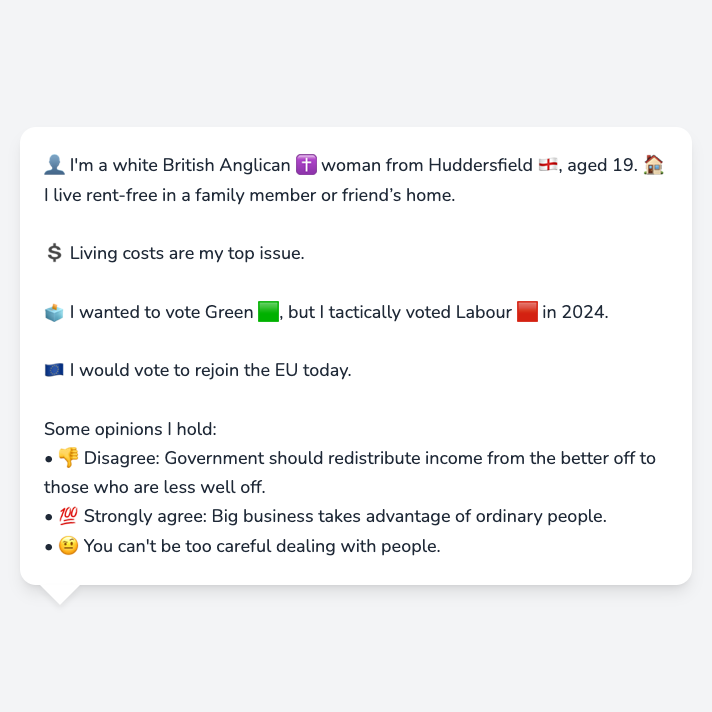 👤 I'm a white British Anglican ✝️ woman from Huddersfield 🏴󠁧󠁢󠁥󠁮󠁧󠁿, aged 19. 🏠
I live rent-free in a family member or friend’s home.
💲 Living costs are my top issue.
🗳️ I wanted to vote Green 🟩, but I tactically voted Labour 🟥 in 2024.
🇪🇺 I would vote to rejoin the EU today.
Some opinions I hold:
• 👎 Disagree: Government should redistribute income from the better off to
those who are less well off.
• 💯 Strongly agree: Big business takes advantage of ordinary people.
• 🤨 You can't be too careful dealing with people.